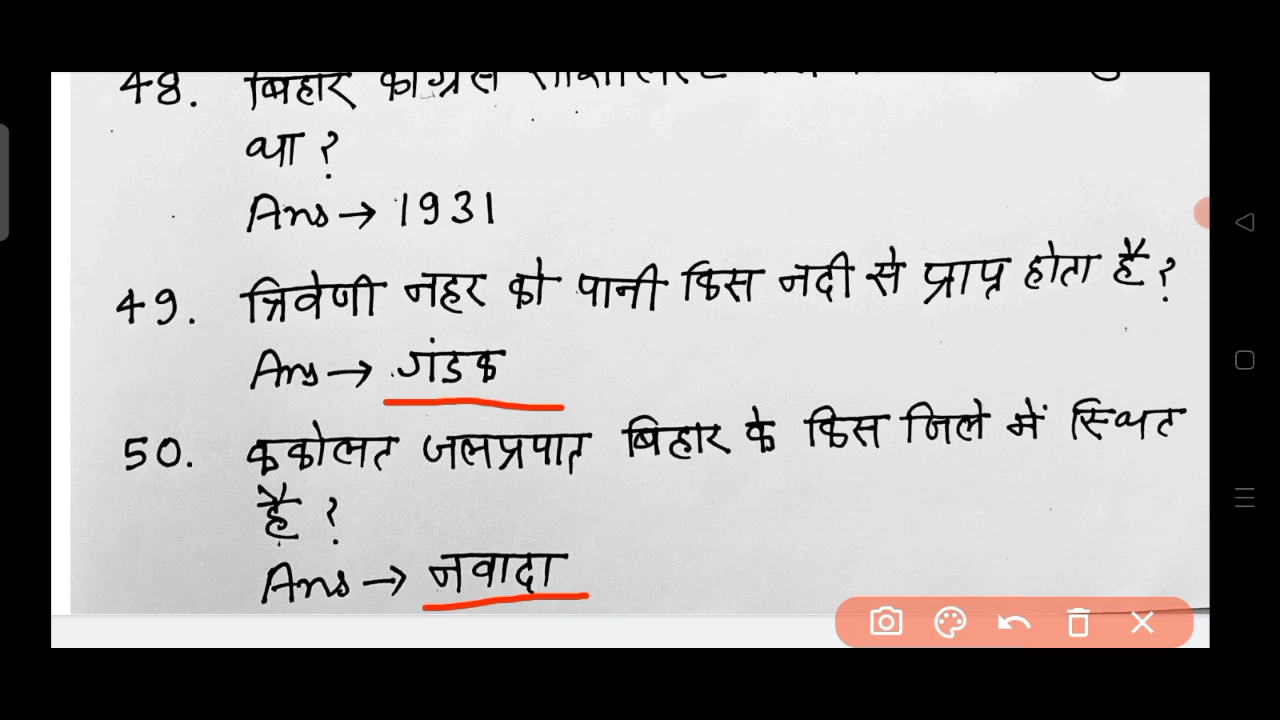 48. बिहार कांग्रेस
था ?
Ans → 1931
49. त्रिवेणी नहर को पानी किस नदी से प्राप्त होता है ?
Ans → गंडक
50. ककोलत जलप्रपात बिहार के किस जिले में स्थित
है ?
Ans → नवादा